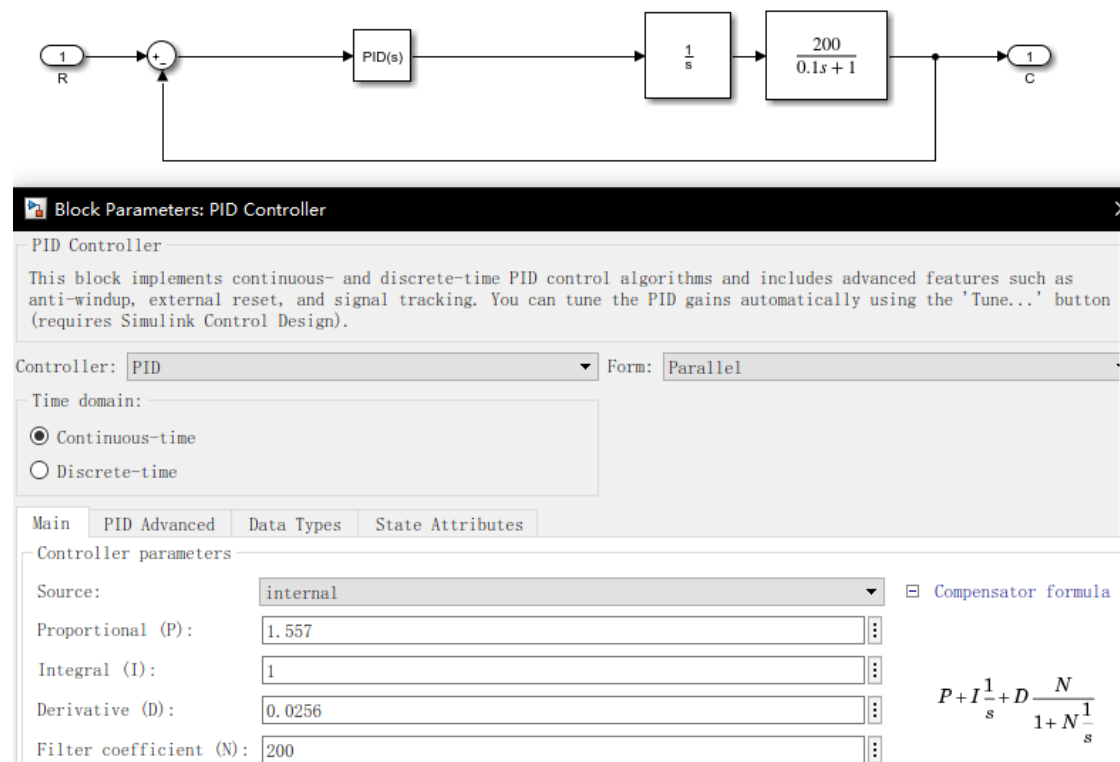 1
R
+
-
PID(s)
1
s
200
0.1s + 1
1
C
Block Parameters: PID Controller
PID Controller
This block implements continuous- and discrete-time PID control algorithms and includes advanced features such as
anti-windup, external reset, and signal tracking. You can tune the PID gains automatically using the 'Tune...' button
(requires Simulink Control Design).
Controller: PID Form: Parallel
Time domain:
Continuous-time
Discrete-time
Main PID Advanced Data Types State Attributes
Controller parameters
Source: internal Compensator formula
Proportional (P): 1.557
Integral (I): 1
Derivative (D): 0.0256
Filter coefficient (N): 200
P+I 1/s + D N/(1+N 1/s)